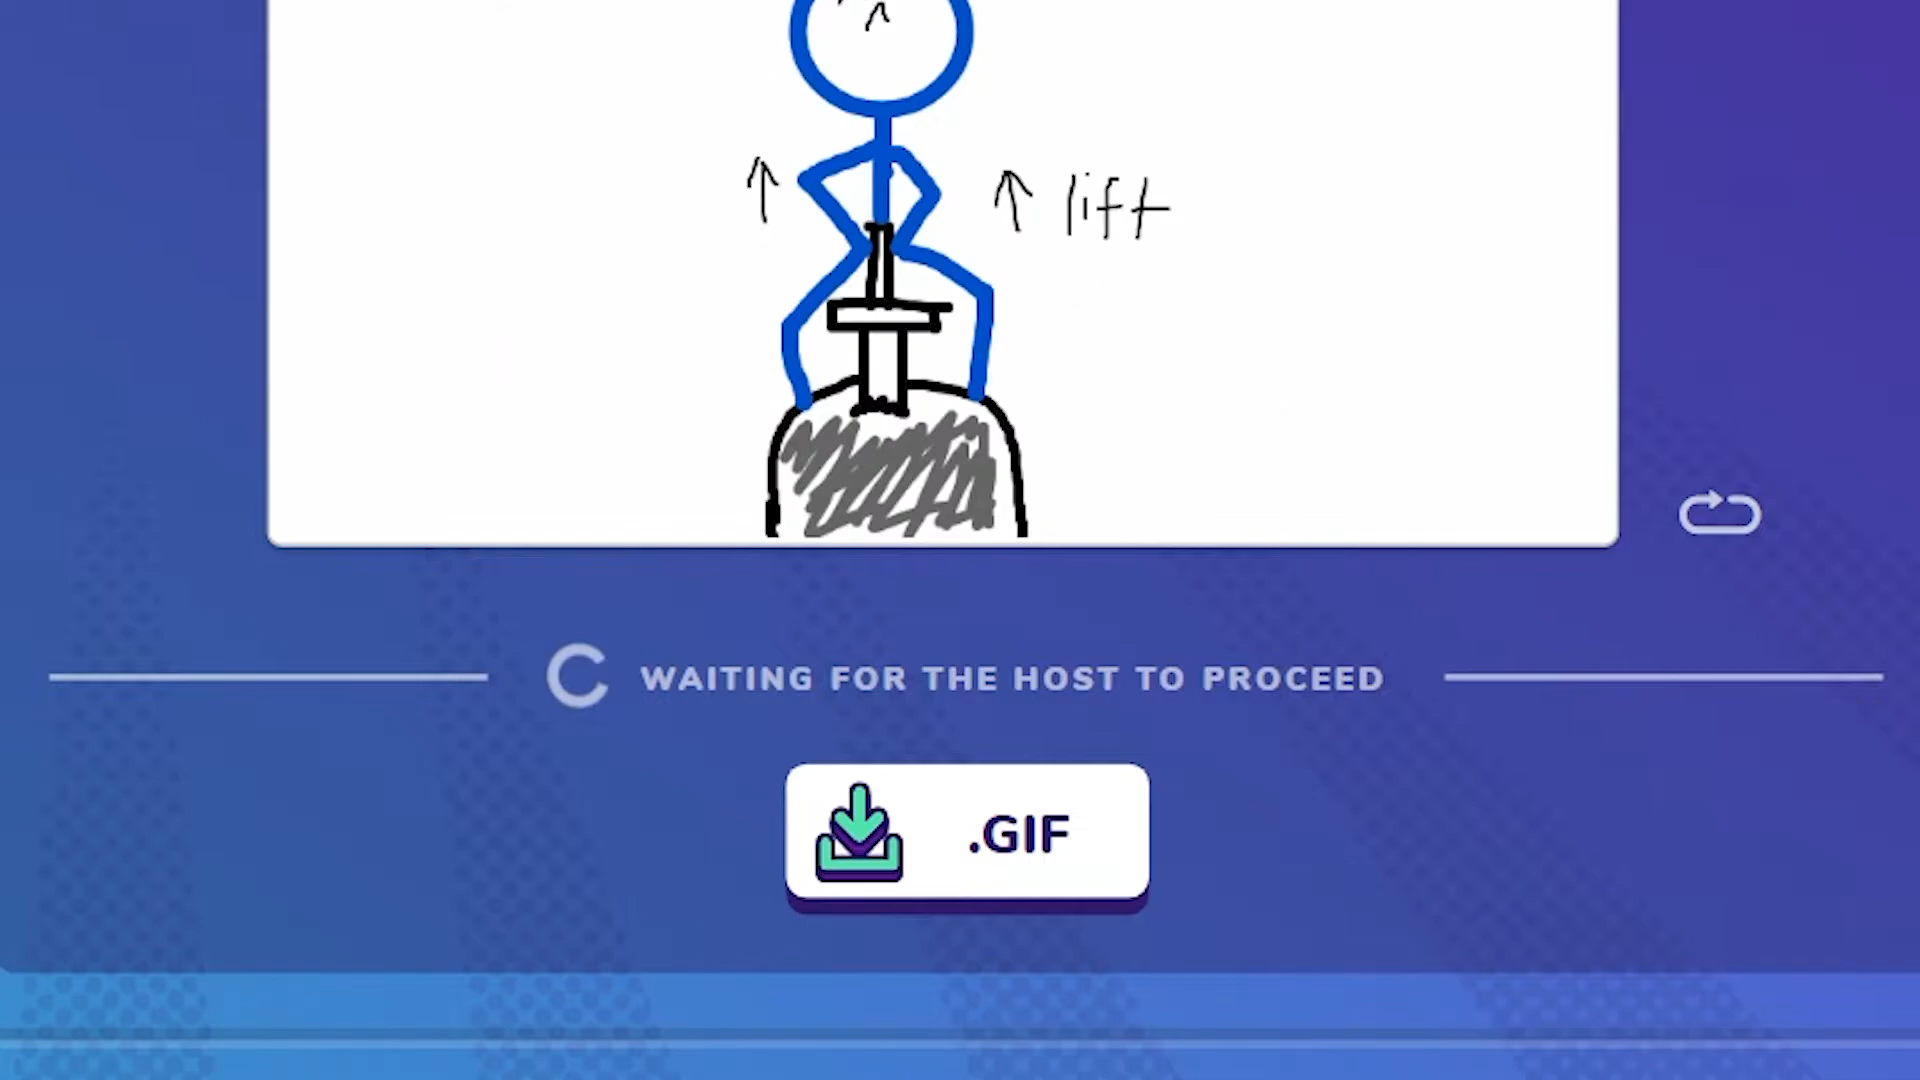 lift
WAITING FOR THE HOST TO PROCEED
.GIF